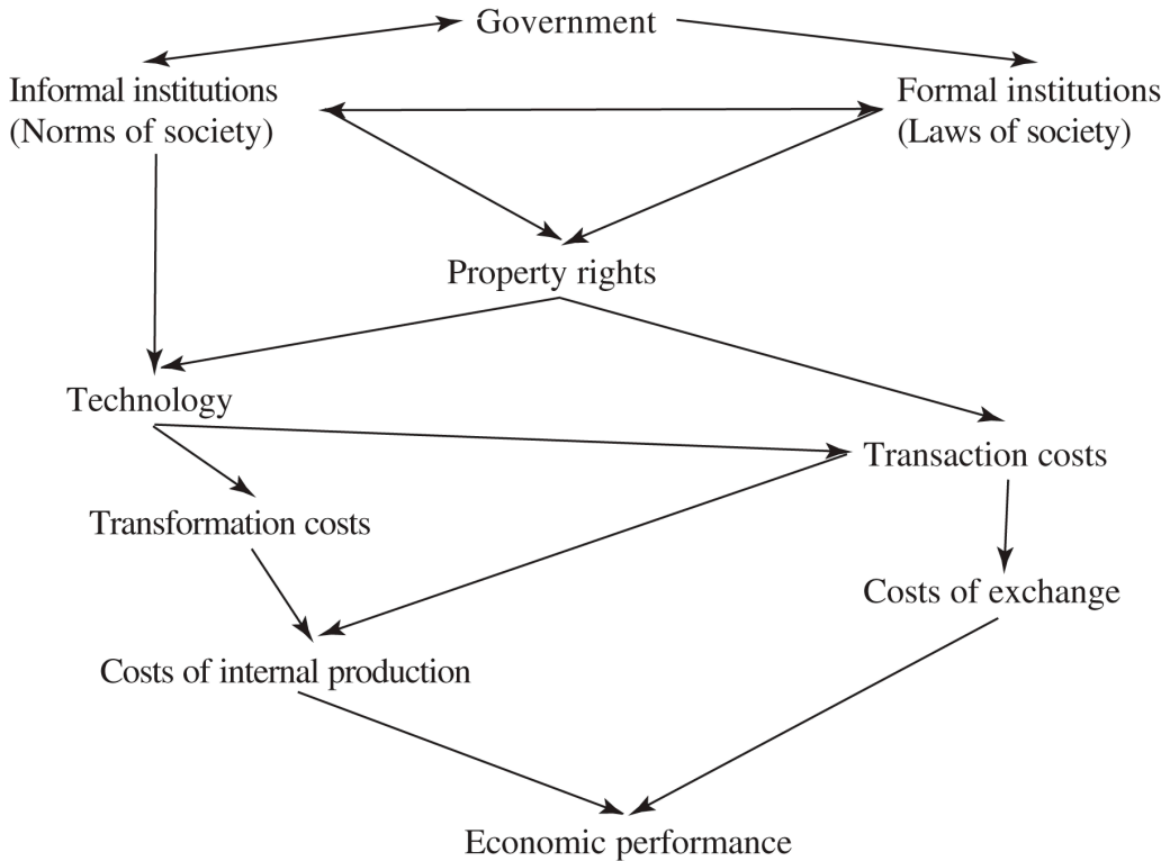 Government
Informal institutions
(Norms of society)
Formal institutions
(Laws of society)
Property rights
Technology
Transaction costs
Transformation costs
Costs of exchange
Costs of internal production
Economic performance